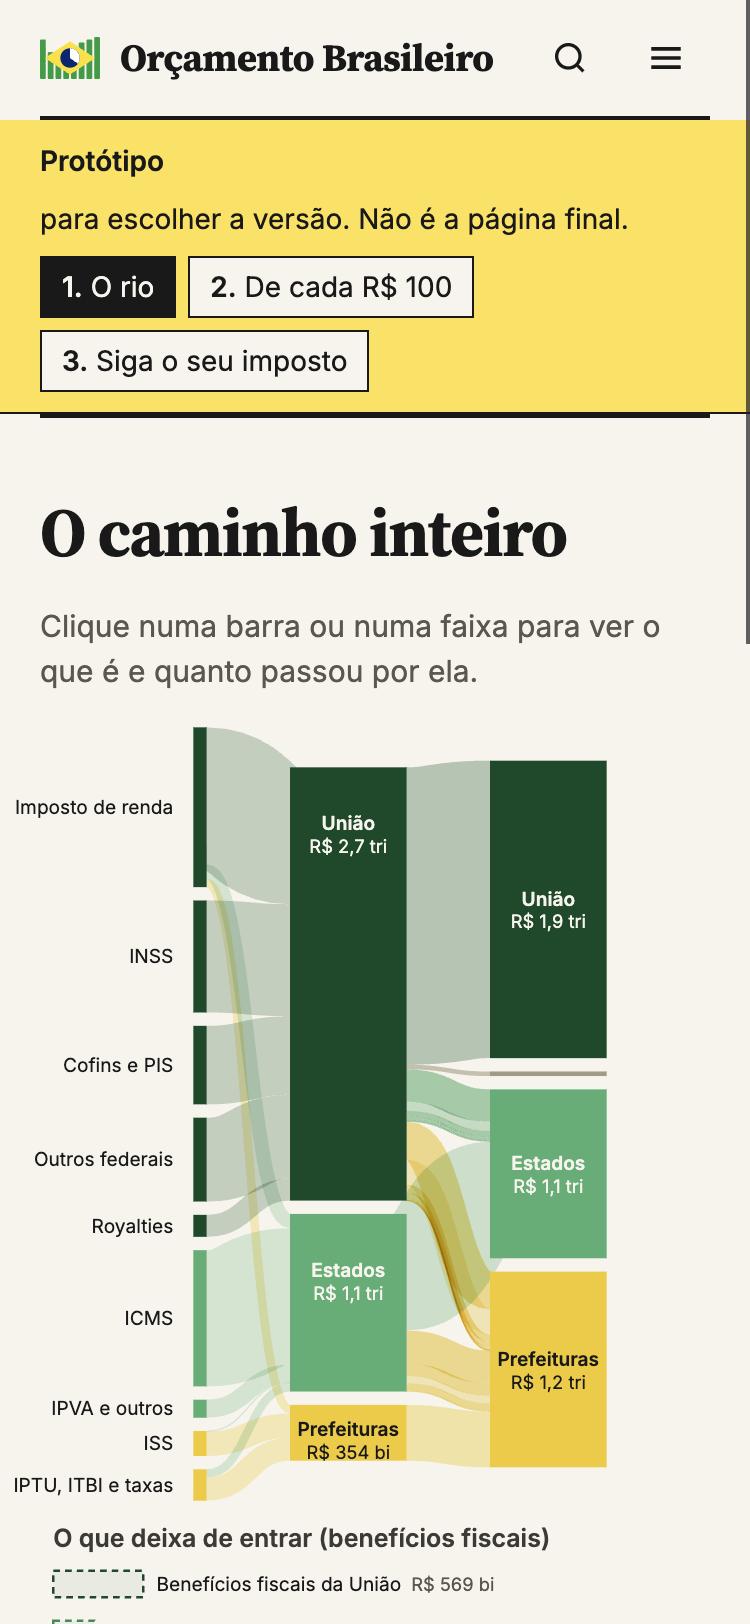 Orçamento Brasileiro
Protótipo
para escolher a versão. Não é a página final.
1. O rio
2. De cada R$ 100
3. Siga o seu imposto
O caminho inteiro
Clique numa barra ou numa faixa para ver o
que é e quanto passou por ela.
Imposto de renda
INSS
Cofins e PIS
Outros federais
Royalties
ICMS
IPVA e outros
ISS
IPTU, ITBI e taxas
União
R$ 2,7 tri
Estados
R$ 1,1 tri
Prefeituras
R$ 354 bi
União
R$ 1,9 tri
Estados
R$ 1,1 tri
Prefeituras
R$ 1,2 tri
O que deixa de entrar (benefícios fiscais)
Benefícios fiscais da União R$ 569 bi